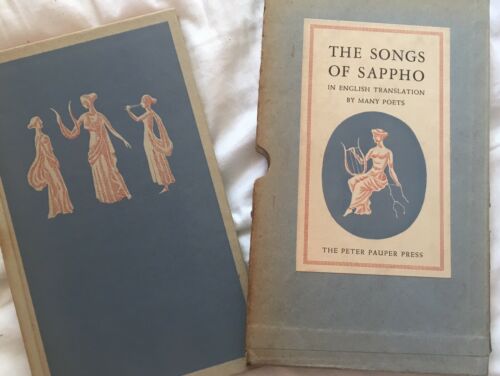 THE SONGS
OF SAPPHO
IN ENGLISH TRANSLATION
BY MANY POETS
THE PETER PAUPER PRESS